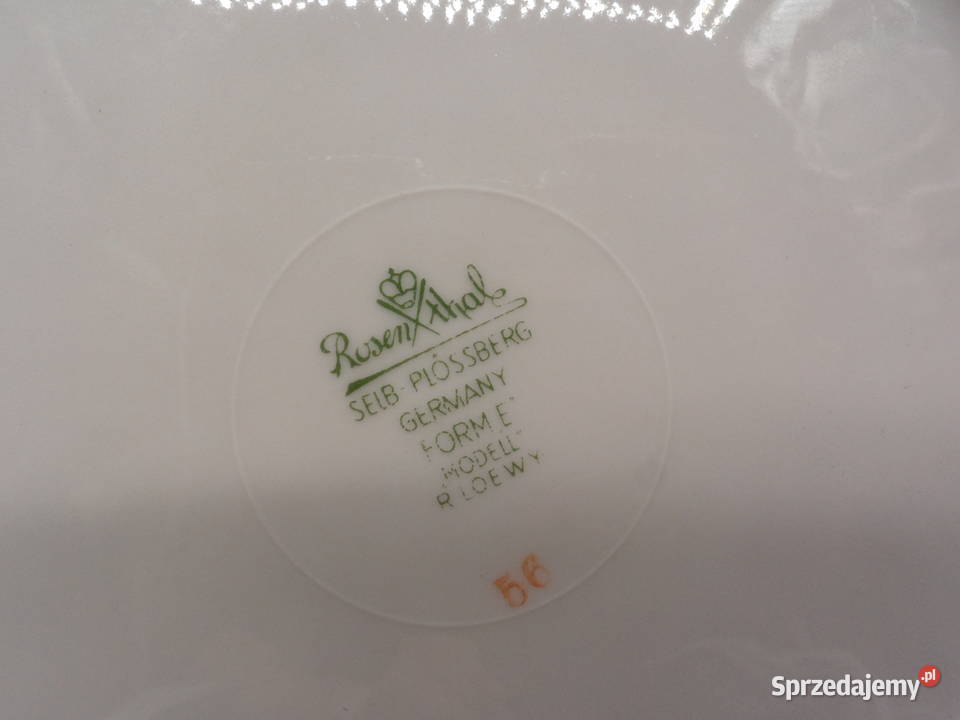 Rosenthal
SELB-PLÖSSBERG
GERMANY
FORM E"
"MODELL"
R LOEWY
56
Sprzedajemy.pl